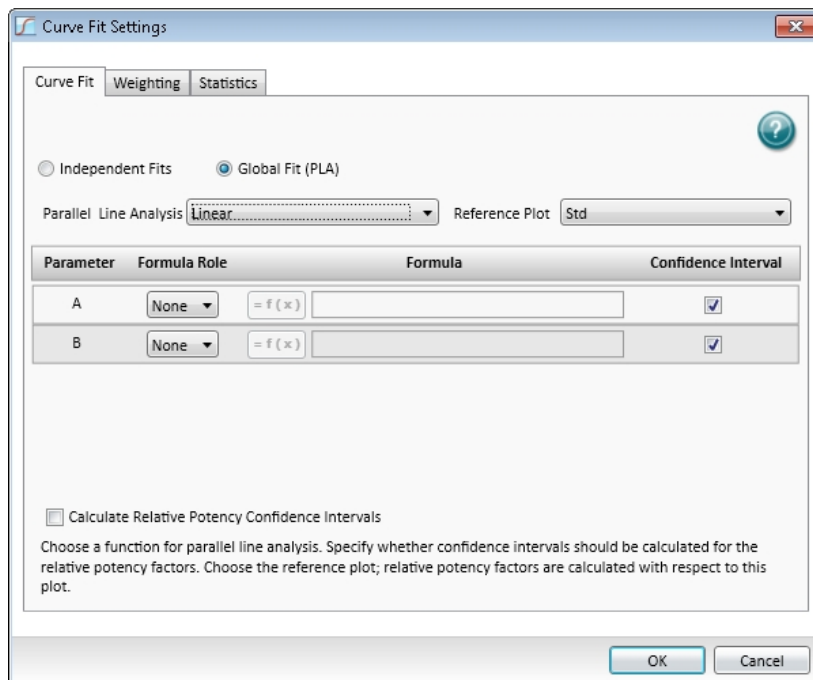 Curve Fit Settings
Curve Fit Weighting Statistics
?
Independent Fits Global Fit (PLA)
Parallel Line Analysis Linear Reference Plot Std
Parameter Formula Role Formula Confidence Interval
A None = f ( x )
B None = f ( x )
Calculate Relative Potency Confidence Intervals
Choose a function for parallel line analysis. Specify whether confidence intervals should be calculated for the
relative potency factors. Choose the reference plot; relative potency factors are calculated with respect to this
plot.
OK Cancel